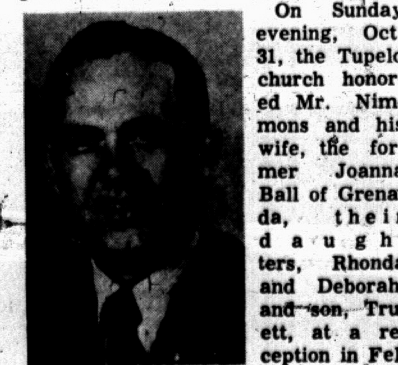 On Sunday
evening, Oct.
31, the Tupelo
church honor-
ed Mr. Nim-
mons and his
wife, the for-
mer Joanna
Ball of Grena-
da, their
daugh-
ters, Rhonda
and Deborah,
and son, Tru-
ett, at a re-
ception in Fel-